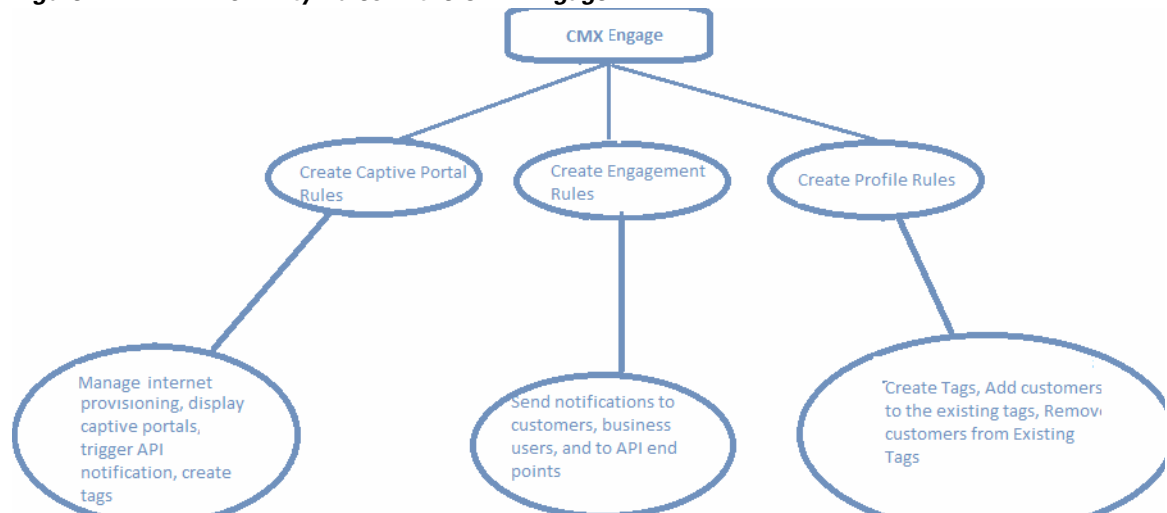 CMX Engage
Create Captive Portal
Rules
Create Engagement
Rules
Create Profile Rules
Manage internet
provisioning, display
captive portals,
trigger API
notification, create
tags
Send notifications to
customers, business
users, and to API end
points
Create Tags, Add customers
to the existing tags, Remove
customers from Existing
Tags